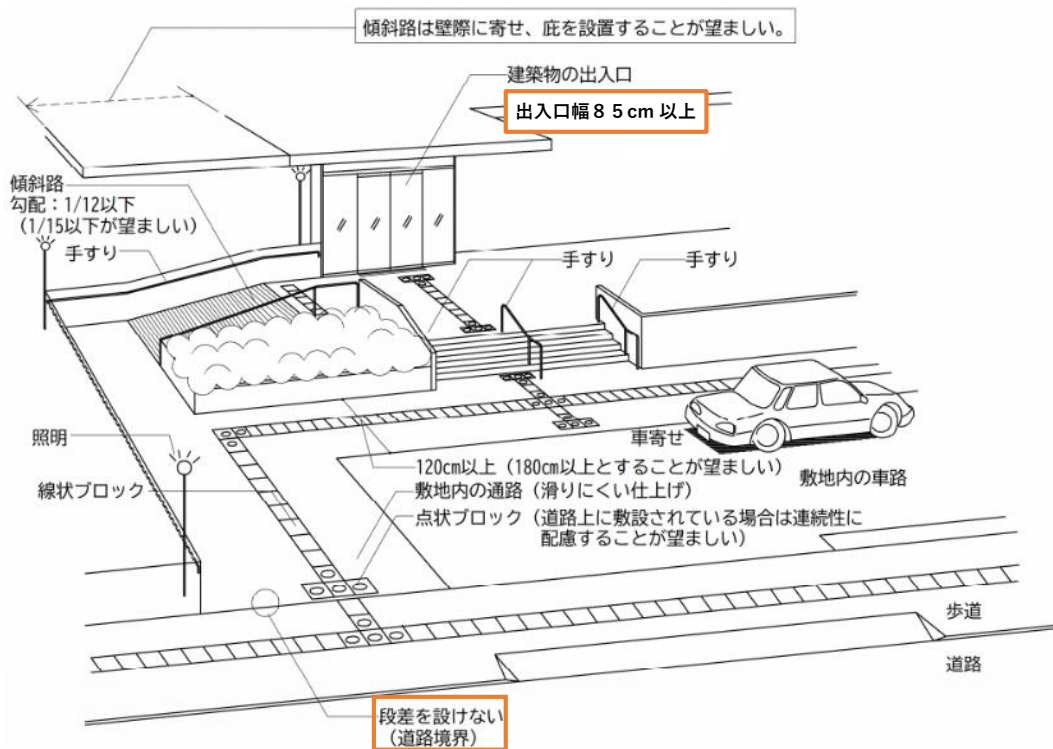 傾斜路は壁際に寄せ、庇を設置することが望ましい。
建築物の出入口
出入口幅８５cm 以上
傾斜路
勾配：1/12以下
（1/15以下が望ましい）
手すり
手すり
手すり
照明
線状ブロック
車寄せ
敷地内の車路
120cm以上（180cm以上とすることが望ましい）
敷地内の通路（滑りにくい仕上げ）
点状ブロック（道路上に敷設されている場合は連続性に
配慮することが望ましい）
歩道
道路
段差を設けない
（道路境界）